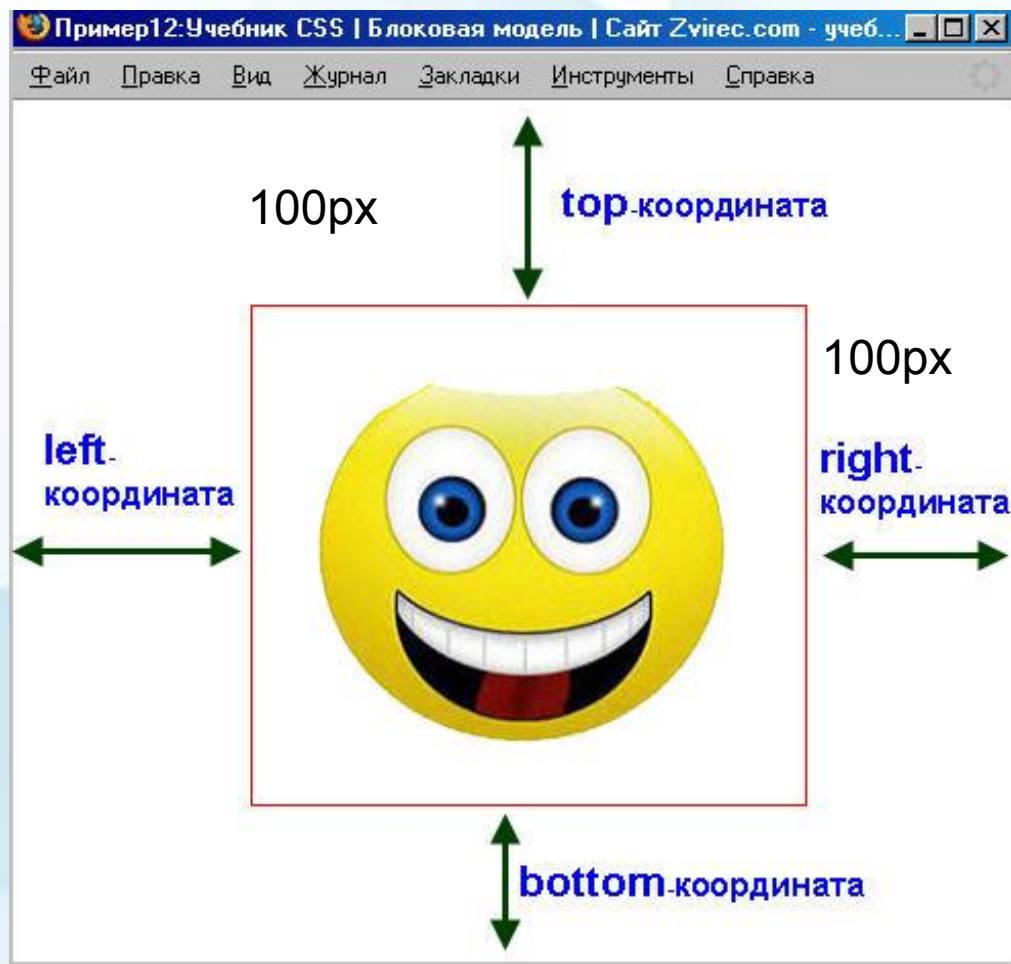 Пример12:Учебник CSS | Блоковая модель | Сайт Zvirec.com - учеб...
Файл Правка Вид Журнал Закладки Инструменты Справка
100px
top-координата
100px
left-
координата
right-
координата
bottom-координата